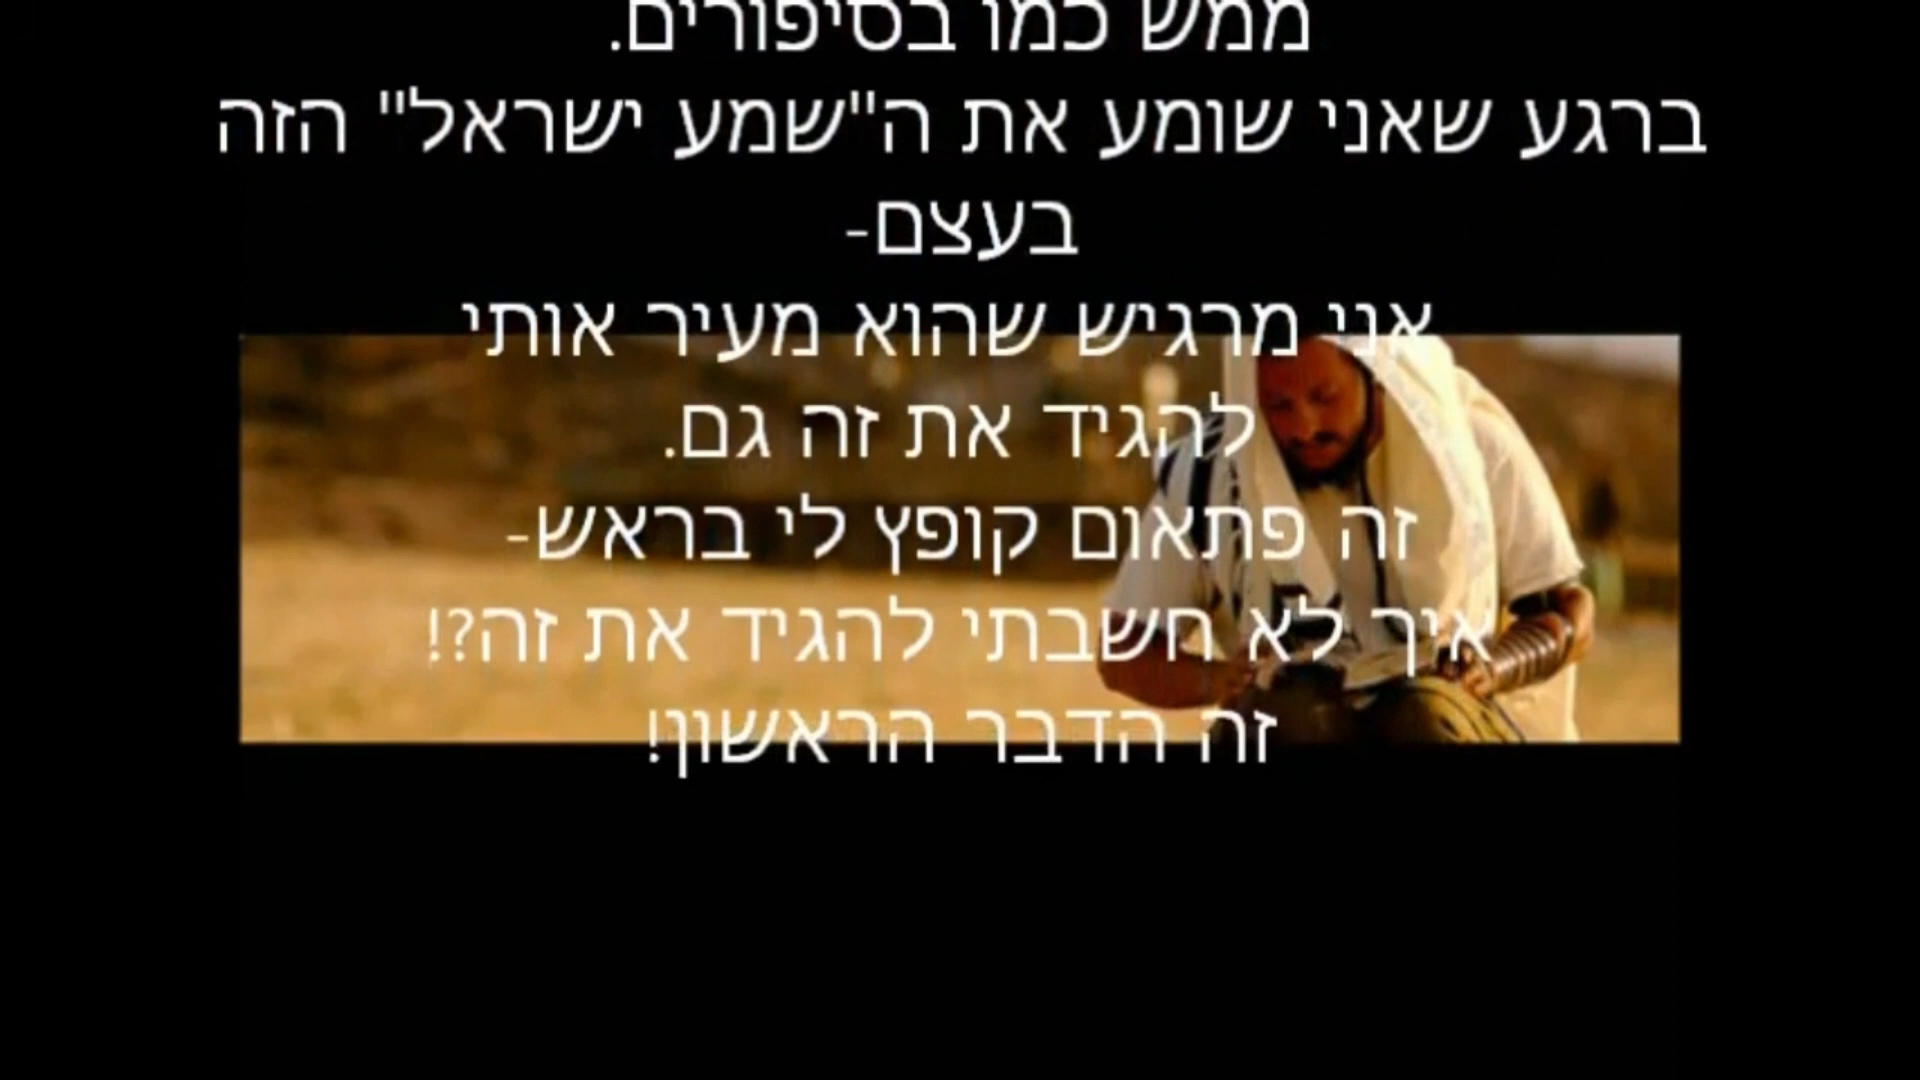 ממש כמו בסיפורים.
ברגע שאני שומע את ה"שמע ישראל" הזה
בעצם-
אני מרגיש שהוא מעיר אותי
להגיד את זה גם.
זה פתאום קופץ לי בראש-
איך לא חשבתי להגיד את זה?!
זה הדבר הראשון!